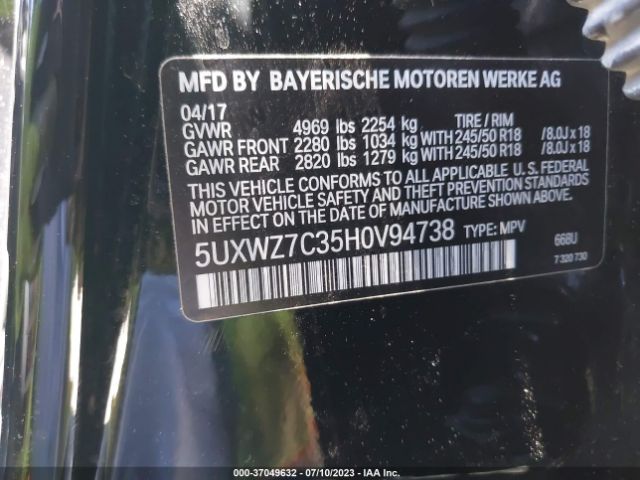 MFD BY BAYERISCHE MOTOREN WERKE AG
04/17 TIRE / RIM
GVWR 4969 lbs 2254 kg
GAWR FRONT 2280 lbs 1034 kg WITH 245/50 R18 /8.0J x 18
GAWR REAR 2820 lbs 1279 kg WITH 245/50 R18 /8.0J x 18
THIS VEHICLE CONFORMS TO ALL APPLICABLE U. S. FEDERAL
MOTOR VEHICLE SAFETY AND THEFT PREVENTION STANDARDS
IN EFFECT ON THE DATE OF MANUFACTURE SHOWN ABOVE.
5UXWZ7C35H0V94738 TYPE: MPV 668U
7 320 730
000-37049632 - 07/10/2023 - IAA Inc.